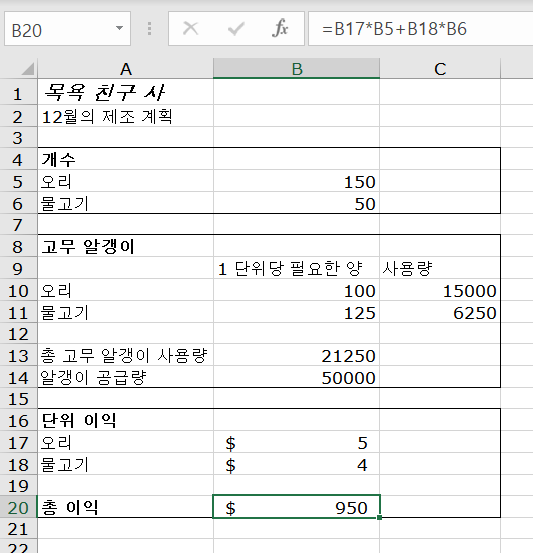 B20 fx =B17*B5+B18*B6
A B C
1 목욕 친구 사
2 12월의 제조 계획
3
4 개수
5 오리 150
6 물고기 50
7
8 고무 알갱이
9 1 단위당 필요한 양 사용량
10 오리 100 15000
11 물고기 125 6250
12
13 총 고무 알갱이 사용량 21250
14 알갱이 공급량 50000
15
16 단위 이익
17 오리 $ 5
18 물고기 $ 4
19
20 총 이익 $ 950
21
22